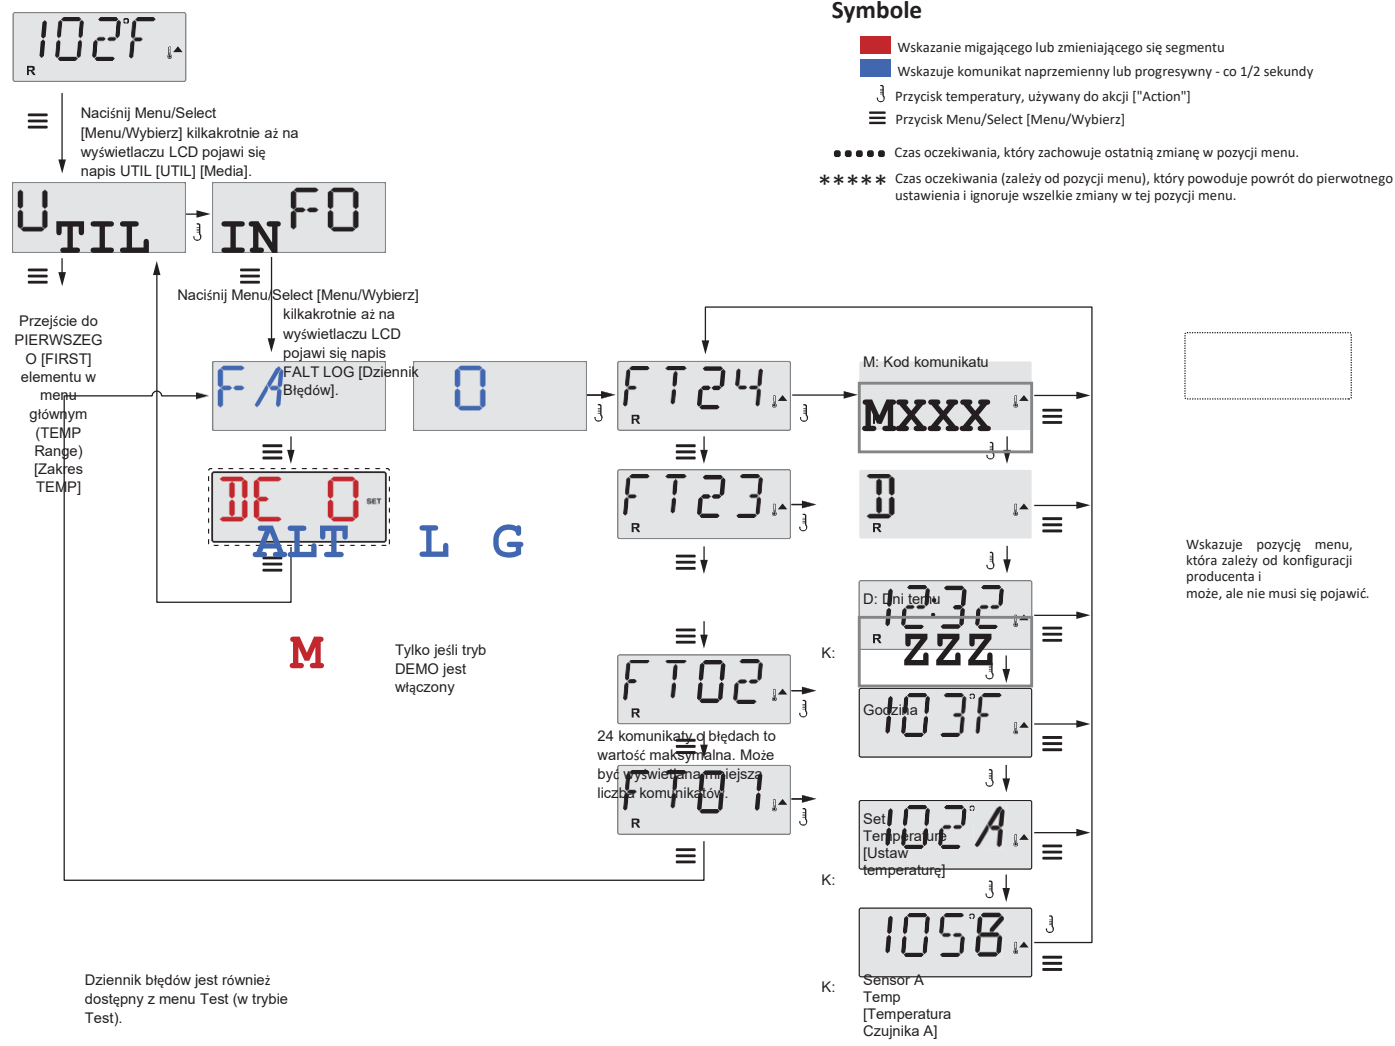 Symbole
Wskazanie migającego lub zmieniającego się segmentu
Wskazuje komunikat naprzemienny lub progresywny - co 1/2 sekundy
Przycisk temperatury, używany do akcji ["Action"]
Przycisk Menu/Select [Menu/Wybierz]
Czas oczekiwania, który zachowuje ostatnią zmianę w pozycji menu.
***** Czas oczekiwania (zależy od pozycji menu), który powoduje powrót do pierwotnego
ustawienia i ignoruje wszelkie zmiany w tej pozycji menu.
102°F
R
Naciśnij Menu/Select
[Menu/Wybierz] kilkakrotnie aż na
wyświetlaczu LCD pojawi się
napis UTIL [UTIL] [Media].
UTIL
INFO
Naciśnij Menu/Select [Menu/Wybierz]
kilkakrotnie aż na
wyświetlaczu LCD
pojawi się napis
FALT LOG [Dziennik
Błędów].
Przejście do
PIERWSZEG
O [FIRST]
elementu w
menu
głównym
(TEMP
Range)
[Zakres
TEMP]
FA
O
DE O
SET
ALT L G
M
Tylko jeśli tryb
DEMO jest
włączony
FT24
R
FT23
R
FT02
R
24 komunikaty o błędach to
wartość maksymalna. Może
być wyświetlana mniejsza
liczba komunikatów.
FT01
R
M: Kod komunikatu
MXXX
D
R
D: Dni temu
12:32
R
ZZZ
K:
Godzina
103°F
Set
Temperature
[Ustaw
temperaturę]
102°A
K:
105°B
K:
Sensor A
Temp
[Temperatura
Czujnika A]
Wskazuje pozycję menu,
która zależy od konfiguracji
producenta i
może, ale nie musi się pojawić.
Dziennik błędów jest również
dostępny z menu Test (w trybie
Test).